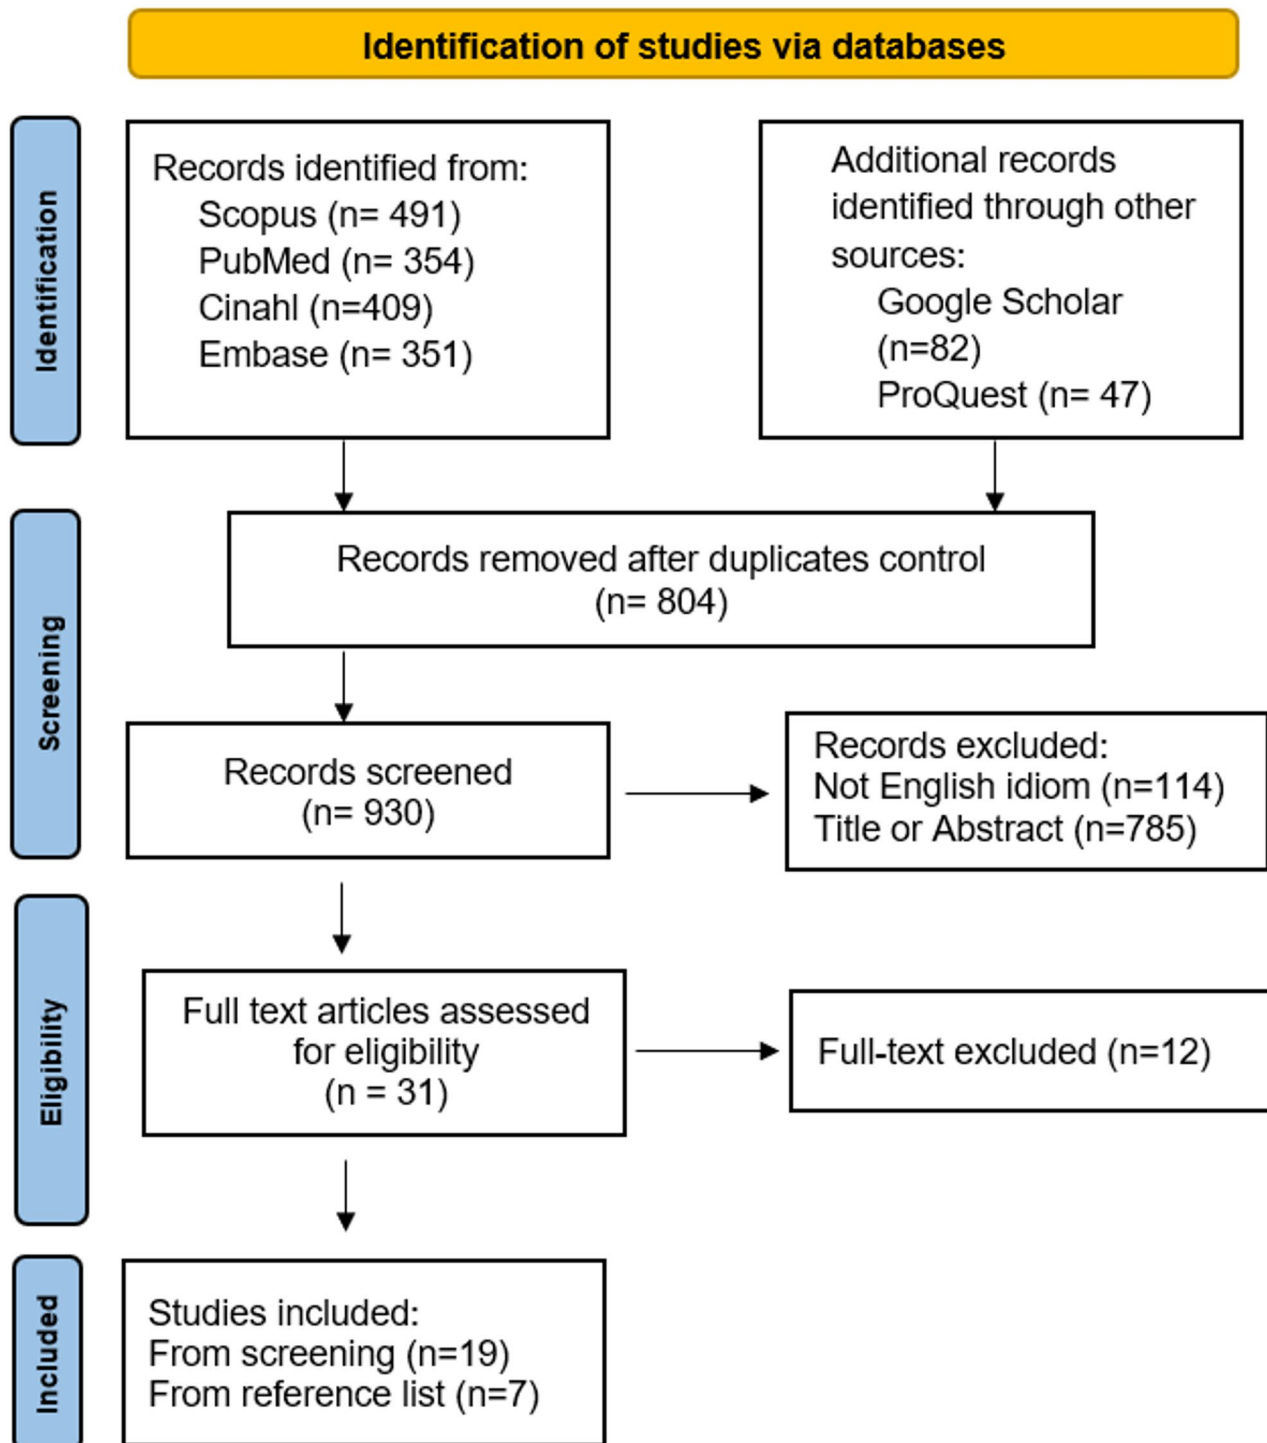 Identification of studies via databases
Identification
Records identified from:
Scopus (n= 491)
PubMed (n= 354)
Cinahl (n=409)
Embase (n= 351)
Additional records
identified through other
sources:
Google Scholar
(n=82)
ProQuest (n= 47)
Screening
Records removed after duplicates control
(n= 804)
Records screened
(n= 930)
Records excluded:
Not English idiom (n=114)
Title or Abstract (n=785)
Eligibility
Full text articles assessed
for eligibility
(n = 31)
Full-text excluded (n=12)
Included
Studies included:
From screening (n=19)
From reference list (n=7)